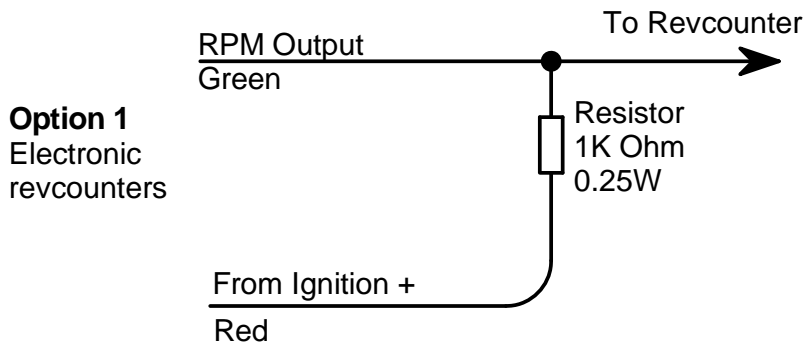 To Revcounter
RPM Output
Green
Option 1
Electronic
revcounters
Resistor
1K Ohm
0.25W
From Ignition +
Red